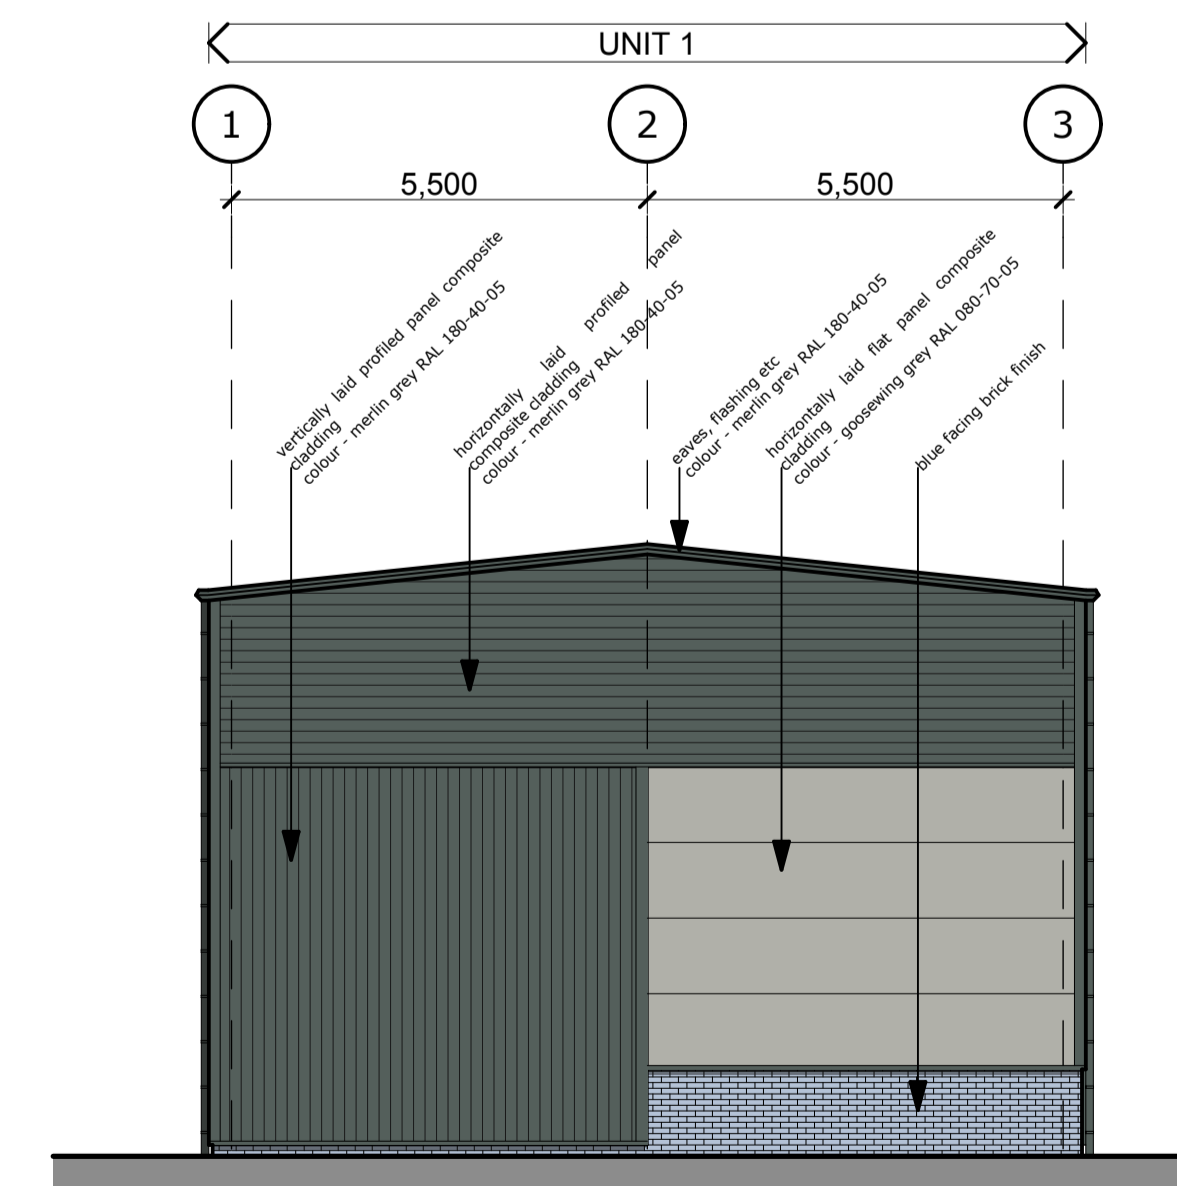 UNIT 1
1
2
3
5,500
5,500
vertically laid profiled panel composite
cladding
colour - merlin grey RAL 180-40-05
horizontally laid profiled panel
composite cladding
colour - merlin grey RAL 180-40-05
eaves, flashing etc
colour - merlin grey RAL 180-40-05
horizontally laid flat panel composite
cladding
colour - goosewing grey RAL 080-70-05
blue facing brick finish